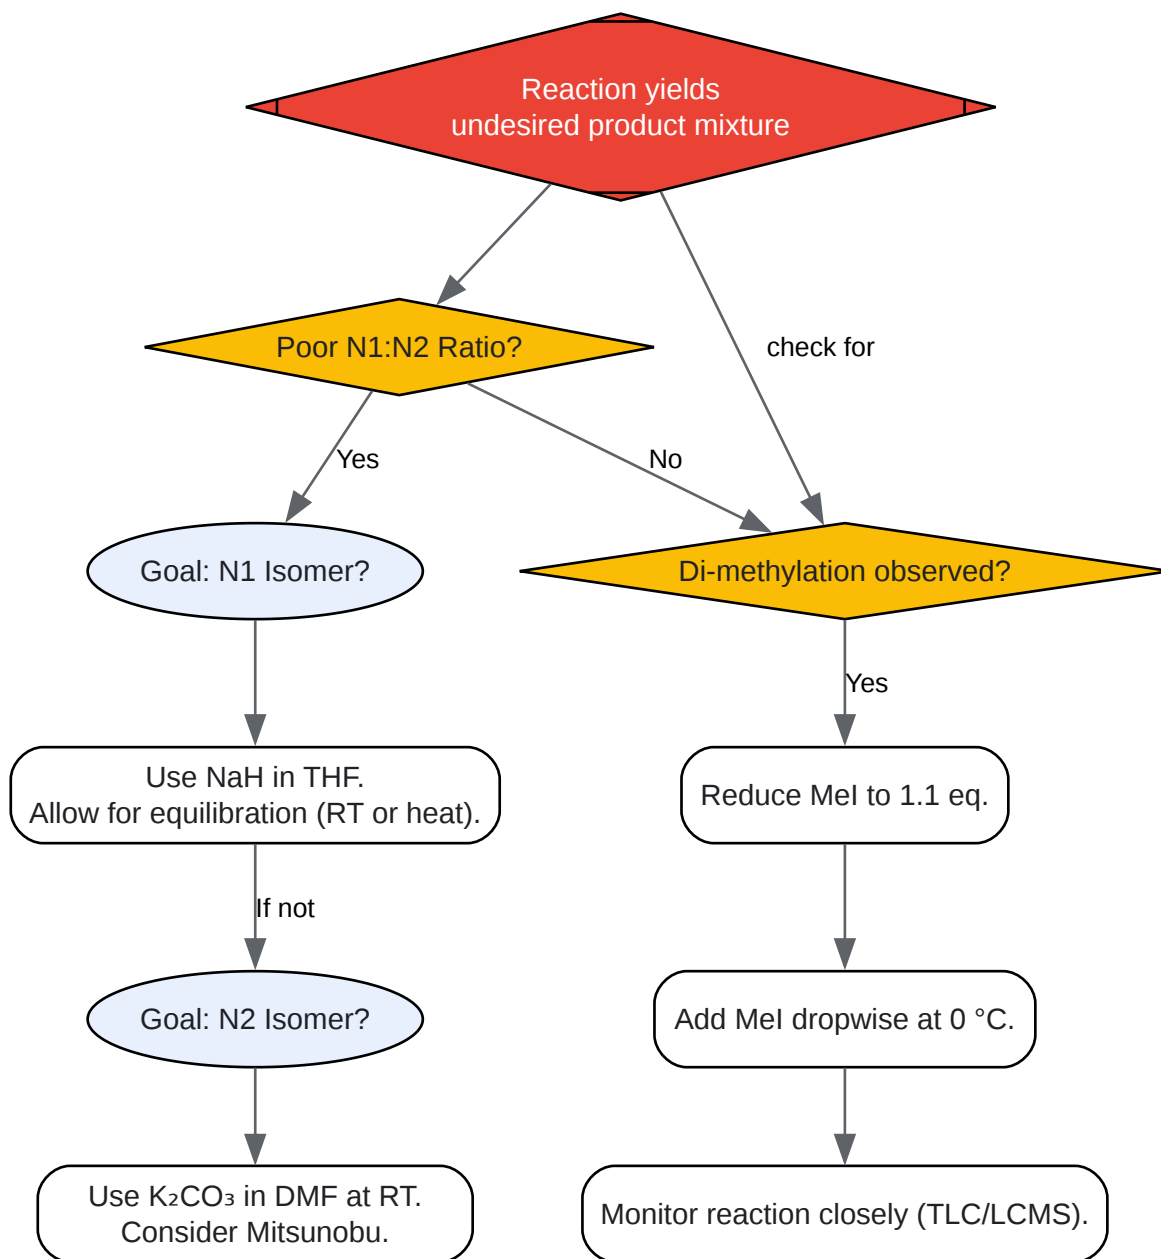 Reaction yields
undesired product mixture
Poor N1:N2 Ratio?
check for
Yes
No
Goal: N1 Isomer?
Di-methylation observed?
Yes
Use NaH in THF.
Allow for equilibration (RT or heat).
Reduce MeI to 1.1 eq.
If not
Goal: N2 Isomer?
Add MeI dropwise at 0 °C.
Use K₂CO₃ in DMF at RT.
Consider Mitsunobu.
Monitor reaction closely (TLC/LCMS).